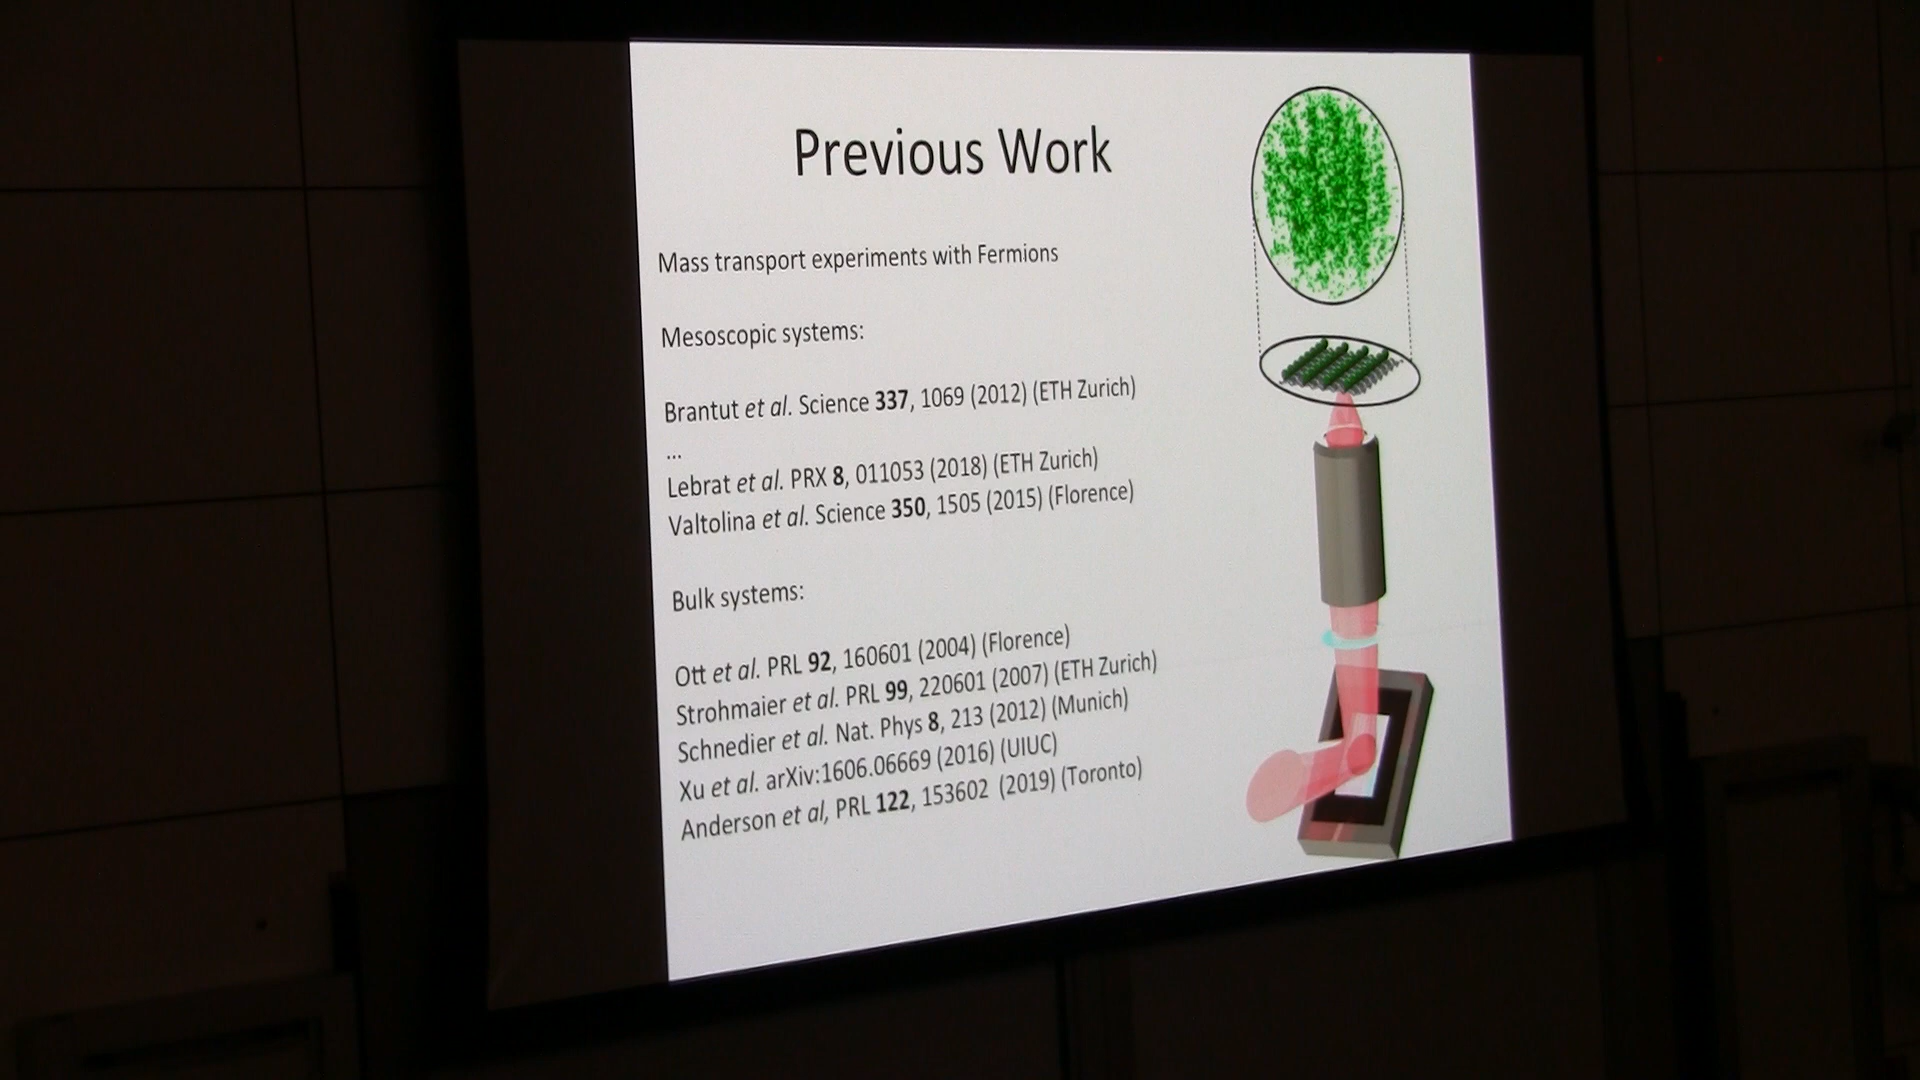 Previous Work
Mass transport experiments with Fermions
Mesoscopic systems:
Brantut et al. Science 337, 1069 (2012) (ETH Zurich)
...
Lebrat et al. PRX 8, 011053 (2018) (ETH Zurich)
Valtolina et al. Science 350, 1505 (2015) (Florence)
Bulk systems:
Ott et al. PRL 92, 160601 (2004) (Florence)
Strohmaier et al. PRL 99, 220601 (2007) (ETH Zurich)
Schnedier et al. Nat. Phys 8, 213 (2012) (Munich)
Xu et al. arXiv:1606.06669 (2016) (UIUC)
Anderson et al, PRL 122, 153602 (2019) (Toronto)